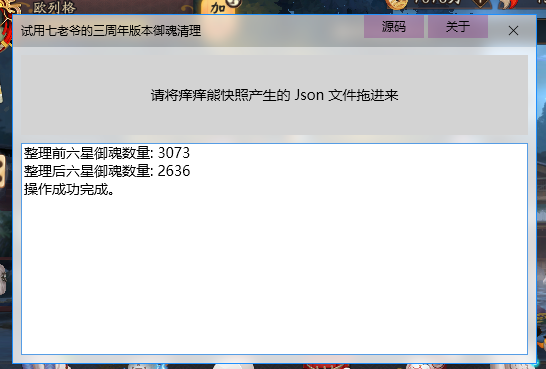 欧列格
加
试用七老爷的三周年版本御魂清理
源码
关于
请将痒痒熊快照产生的 Json 文件拖进来
整理前六星御魂数量: 3073
整理后六星御魂数量: 2636
操作成功完成。